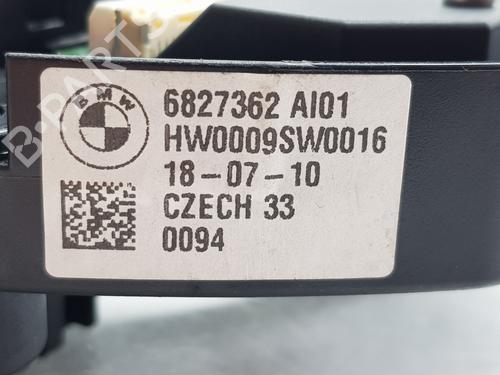 BMW
6827362 AI01
HW0009SW0016
18-07-10
CZECH 33
0094
B-PARTS